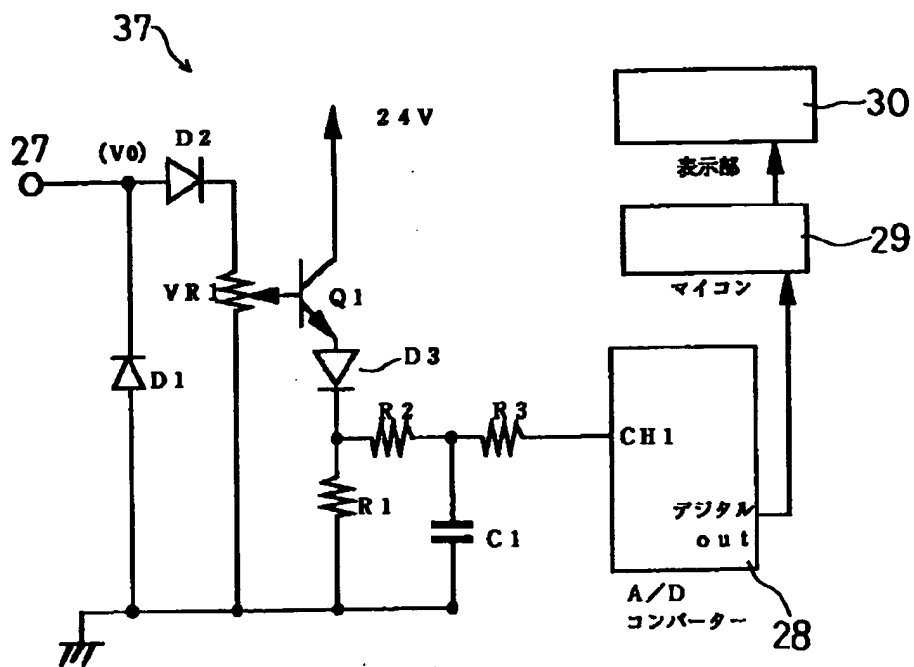 37
24V
30
27
(V0)
D2
表示部
29
VR1
Q1
マイコン
D3
D1
R2
R3
CH1
R1
デジタル
out
C1
A/D
コンバーター
28